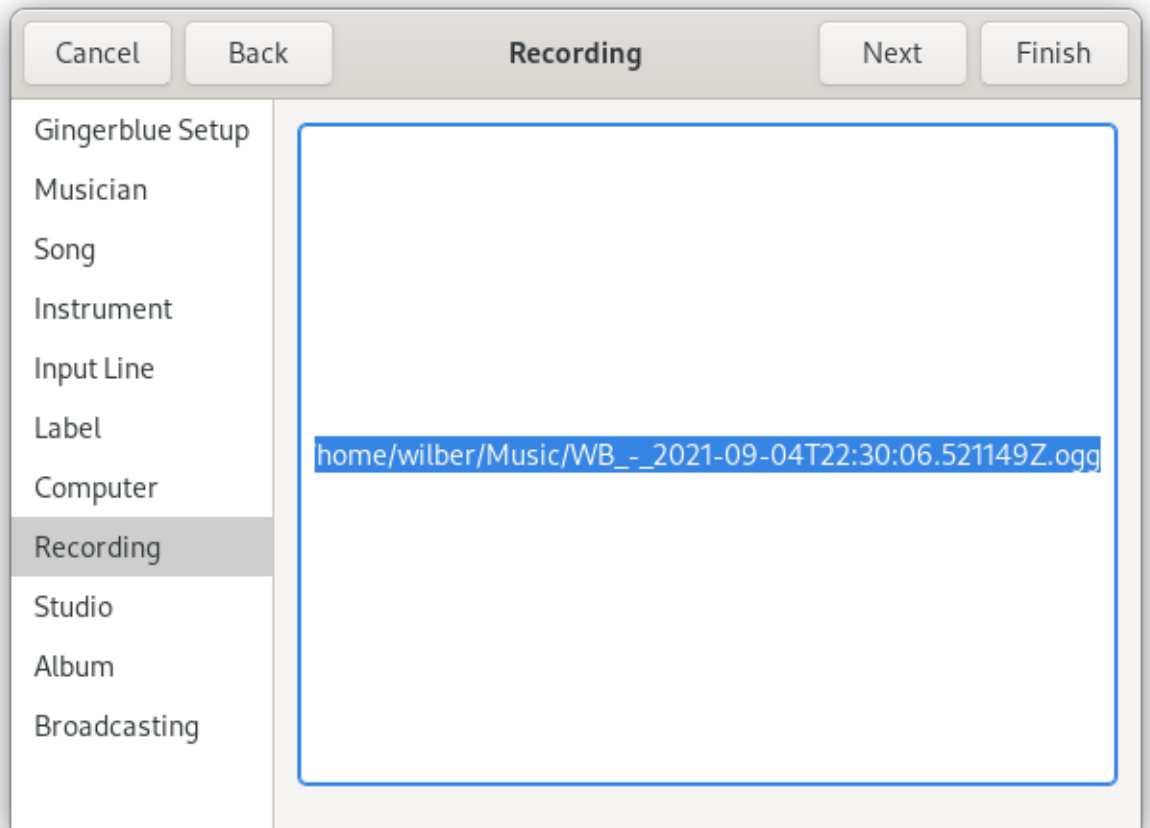 Cancel Back Recording Next Finish
Gingerblue Setup
Musician
Song
Instrument
Input Line
Label
Computer
Recording
Studio
Album
Broadcasting
/home/wilber/Music/WB_-_2021-09-04T22:30:06.521149Z.ogg